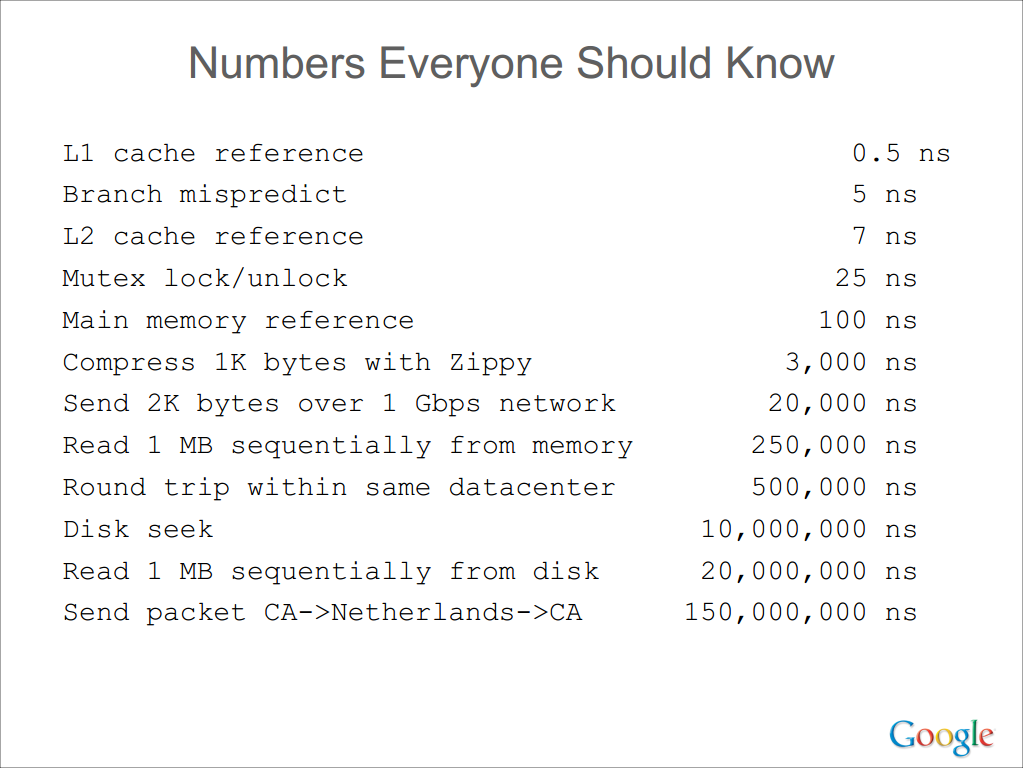 Numbers Everyone Should Know
L1 cache reference 0.5 ns
Branch mispredict 5 ns
L2 cache reference 7 ns
Mutex lock/unlock 25 ns
Main memory reference 100 ns
Compress 1K bytes with Zippy 3,000 ns
Send 2K bytes over 1 Gbps network 20,000 ns
Read 1 MB sequentially from memory 250,000 ns
Round trip within same datacenter 500,000 ns
Disk seek 10,000,000 ns
Read 1 MB sequentially from disk 20,000,000 ns
Send packet CA->Netherlands->CA 150,000,000 ns
Google